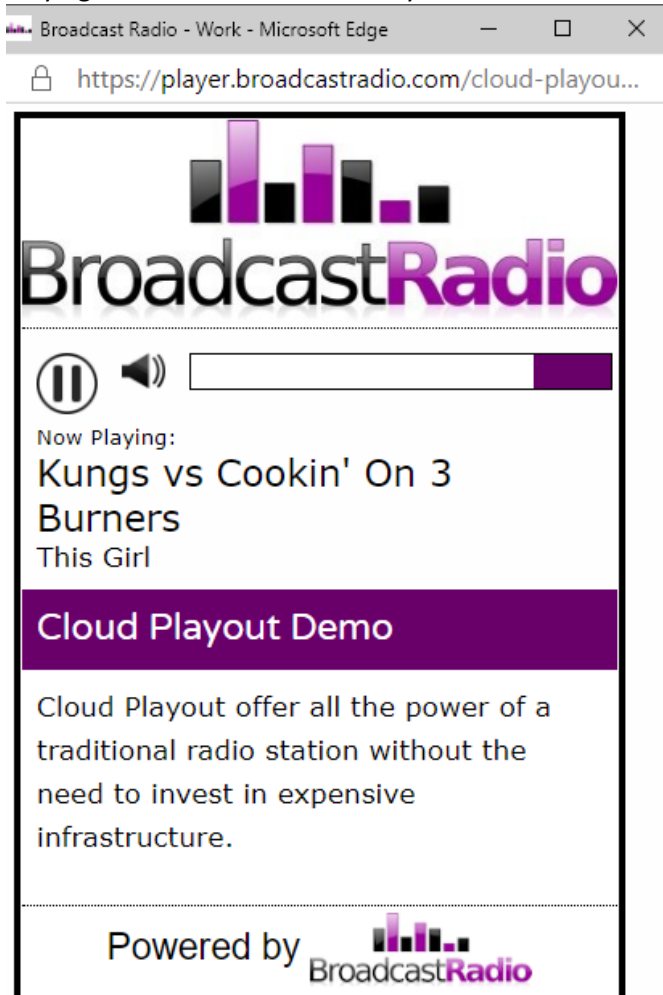 Broadcast Radio - Work - Microsoft Edge
https://player.broadcastradio.com/cloud-playou...
BroadcastRadio
Now Playing:
Kungs vs Cookin' On 3
Burners
This Girl
Cloud Playout Demo
Cloud Playout offer all the power of a
traditional radio station without the
need to invest in expensive
infrastructure.
Powered by BroadcastRadio